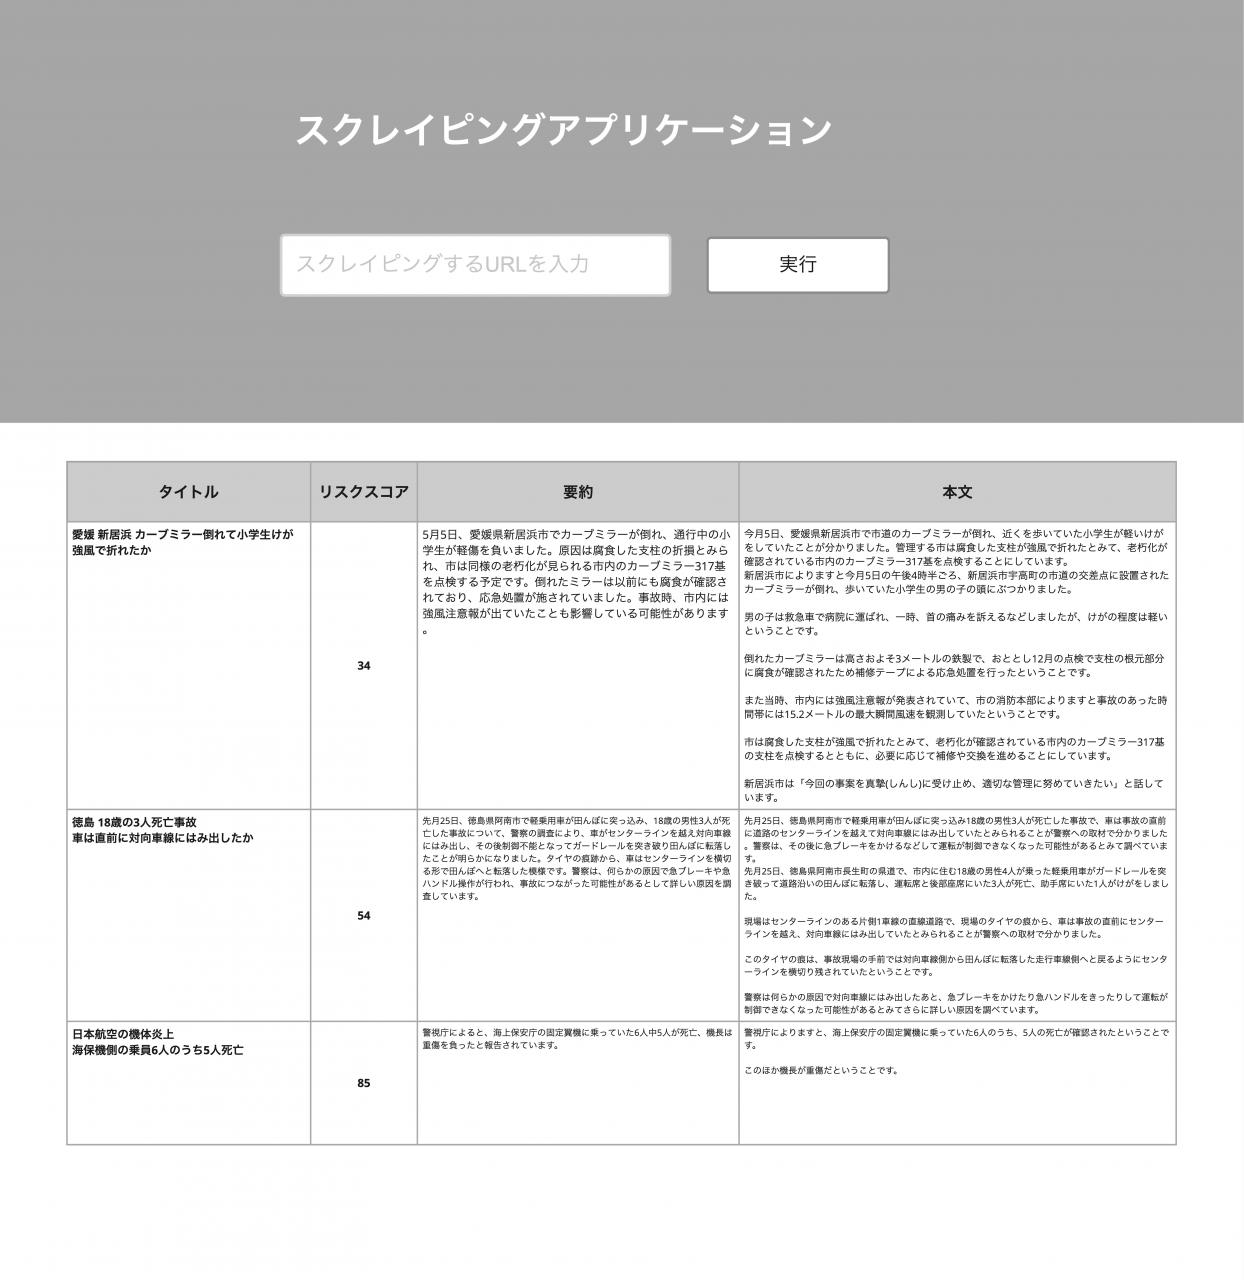 スクレイピングアプリケーション
スクレイピングするURLを入力
実行
タイトル
リスクスコア
要約
本文
愛媛 新居浜 カーブミラー倒れて小学生けが
強風で折れたか
34
5月5日、愛媛県新居浜市でカーブミラーが倒れ、通行中の小
学生が軽傷を負いました。原因は腐食した支柱の折損とみら
れ、市は同様の老朽化が見られる市内のカーブミラー317基
を点検する予定です。倒れたミラーは以前にも腐食が確認さ
れており、応急処置が施されていました。事故時、市内には
強風注意報が出ていたことも影響している可能性があります
。
今月5日、愛媛県新居浜市で市道のカーブミラーが倒れ、近くを歩いていた小学生が軽いけが
をしていたことが分かりました。管理する市は腐食した支柱が強風で折れたとみて、老朽化が
確認されている市内のカーブミラー317基を点検することにしています。
新居浜市によりますと今月5日の午後4時半ごろ、新居浜市宇高町の市道の交差点に設置された
カーブミラーが倒れ、歩いていた小学生の男の子の頭にぶつかりました。
男の子は救急車で病院に運ばれ、一時、首の痛みを訴えるなどしましたが、けがの程度は軽い
ということです。
倒れたカーブミラーは高さおよそ3メートルの鉄製で、おととし12月の点検で支柱の根元部分
に腐食が確認されたため補修テープによる応急処置を行ったということです。
また当時、市内には強風注意報が発表されていて、市の消防本部によりますと事故のあった時
間帯には15.2メートルの最大瞬間風速を観測していたということです。
市は腐食した支柱が強風で折れたとみて、老朽化が確認されている市内のカーブミラー317基
の支柱を点検するとともに、必要に応じて補修や交換を進めることにしています。
新居浜市は「今回の事案を真摯(しんし)に受け止め、適切な管理に努めていきたい」と話して
います。
徳島 18歳の3人死亡事故
車は直前に対向車線にはみ出したか
54
先月25日、徳島県阿南市で軽乗用車が田んぼに突っ込み、18歳の男性3人が死
亡した事故について、警察の調査により、車がセンターラインを越え対向車線
にはみ出し、その後制御不能となってガードレールを突き破り田んぼに転落し
たことが明らかになりました。タイヤの痕跡から、車はセンターラインを横切
る形で田んぼへと転落した模様です。警察は、何らかの原因で急ブレーキや急
ハンドル操作が行われ、事故につながった可能性があるとして詳しい原因を調
査しています。
先月25日、徳島県阿南市で軽乗用車が田んぼに突っ込み18歳の男性3人が死亡した事故で、車は事故の直前
に道路のセンターラインを越えて対向車線にはみ出していたとみられることが警察への取材で分かりました
。警察は、その後に急ブレーキをかけるなどして運転が制御できなくなった可能性があるとみて調べていま
す。
先月25日、徳島県阿南市長生町の県道で、市内に住む18歳の男性4人が乗った軽乗用車がガードレールを突
き破って道路沿いの田んぼに転落し、運転席と後部座席にいた3人が死亡、助手席にいた1人がけがをしまし
た。
現場はセンターラインのある片側1車線の直線道路で、現場のタイヤの痕から、車は事故の直前にセンター
ラインを越え、対向車線にはみ出していたとみられることが警察への取材で分かりました。
このタイヤの痕は、事故現場の手前では対向車線側から田んぼに転落した走行車線側へと戻るようにセンタ
ーラインを横切り残されていたということです。
警察は何らかの原因で対向車線にはみ出したあと、急ブレーキをかけたり急ハンドルをきったりして運転が
制御できなくなった可能性があるとみてさらに詳しい原因を調べています。
日本航空の機体炎上
海保機側の乗員6人のうち5人死亡
85
警視庁によると、海上保安庁の固定翼機に乗っていた6人中5人が死亡、機長は
重傷を負ったと報告されています。
警視庁によりますと、海上保安庁の固定翼機に乗っていた6人のうち、5人の死亡が確認されたということで
す。
このほか機長が重傷だということです。